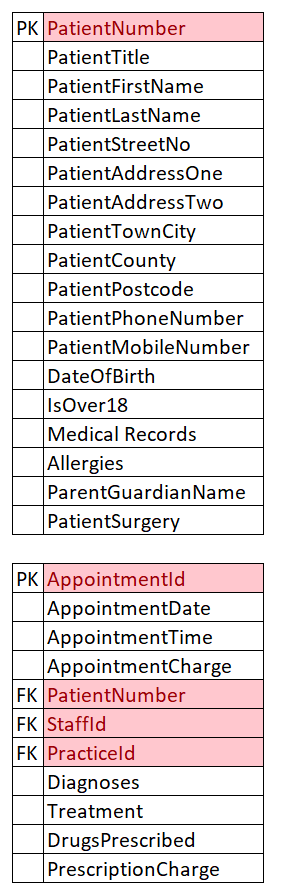 PK PatientNumber
PatientTitle
PatientFirstName
PatientLastName
PatientStreetNo
PatientAddressOne
PatientAddressTwo
PatientTownCity
PatientCounty
PatientPostcode
PatientPhoneNumber
PatientMobileNumber
DateOfBirth
IsOver18
Medical Records
Allergies
ParentGuardianName
PatientSurgery
PK AppointmentId
AppointmentDate
AppointmentTime
AppointmentCharge
FK PatientNumber
FK StaffId
FK PracticeId
Diagnoses
Treatment
DrugsPrescribed
PrescriptionCharge